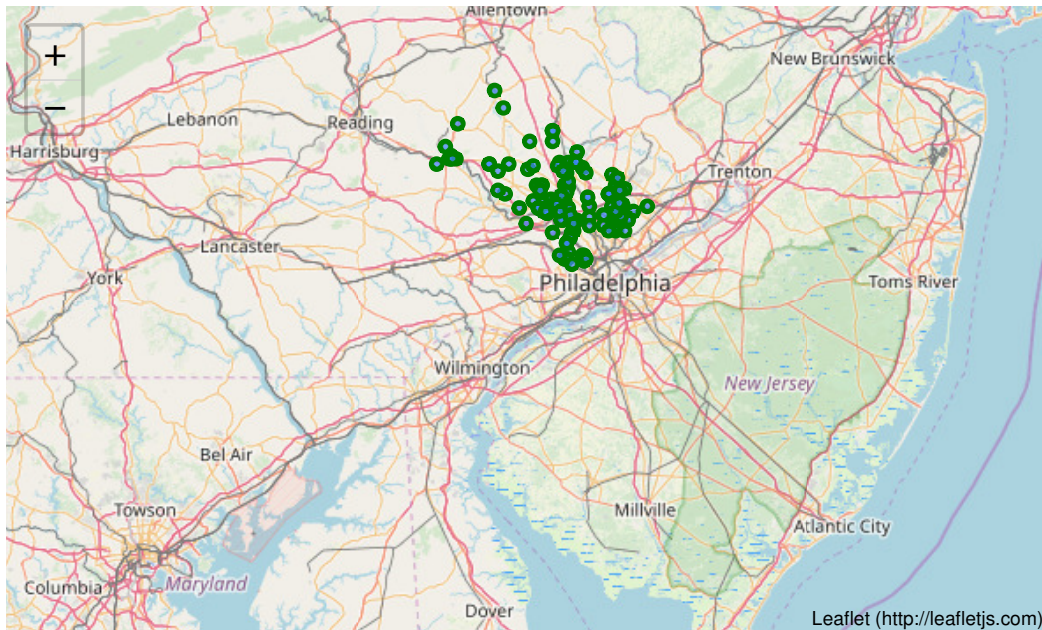 Allentown
+
New Brunswick
−
Lebanon
Reading
Harrisburg
Trenton
Lancaster
York
Philadelphia
Toms River
Wilmington
New Jersey
Bel Air
Towson
Millville
Atlantic City
Columbia
Maryland
Dover
Leaflet (http://leafletjs.com)